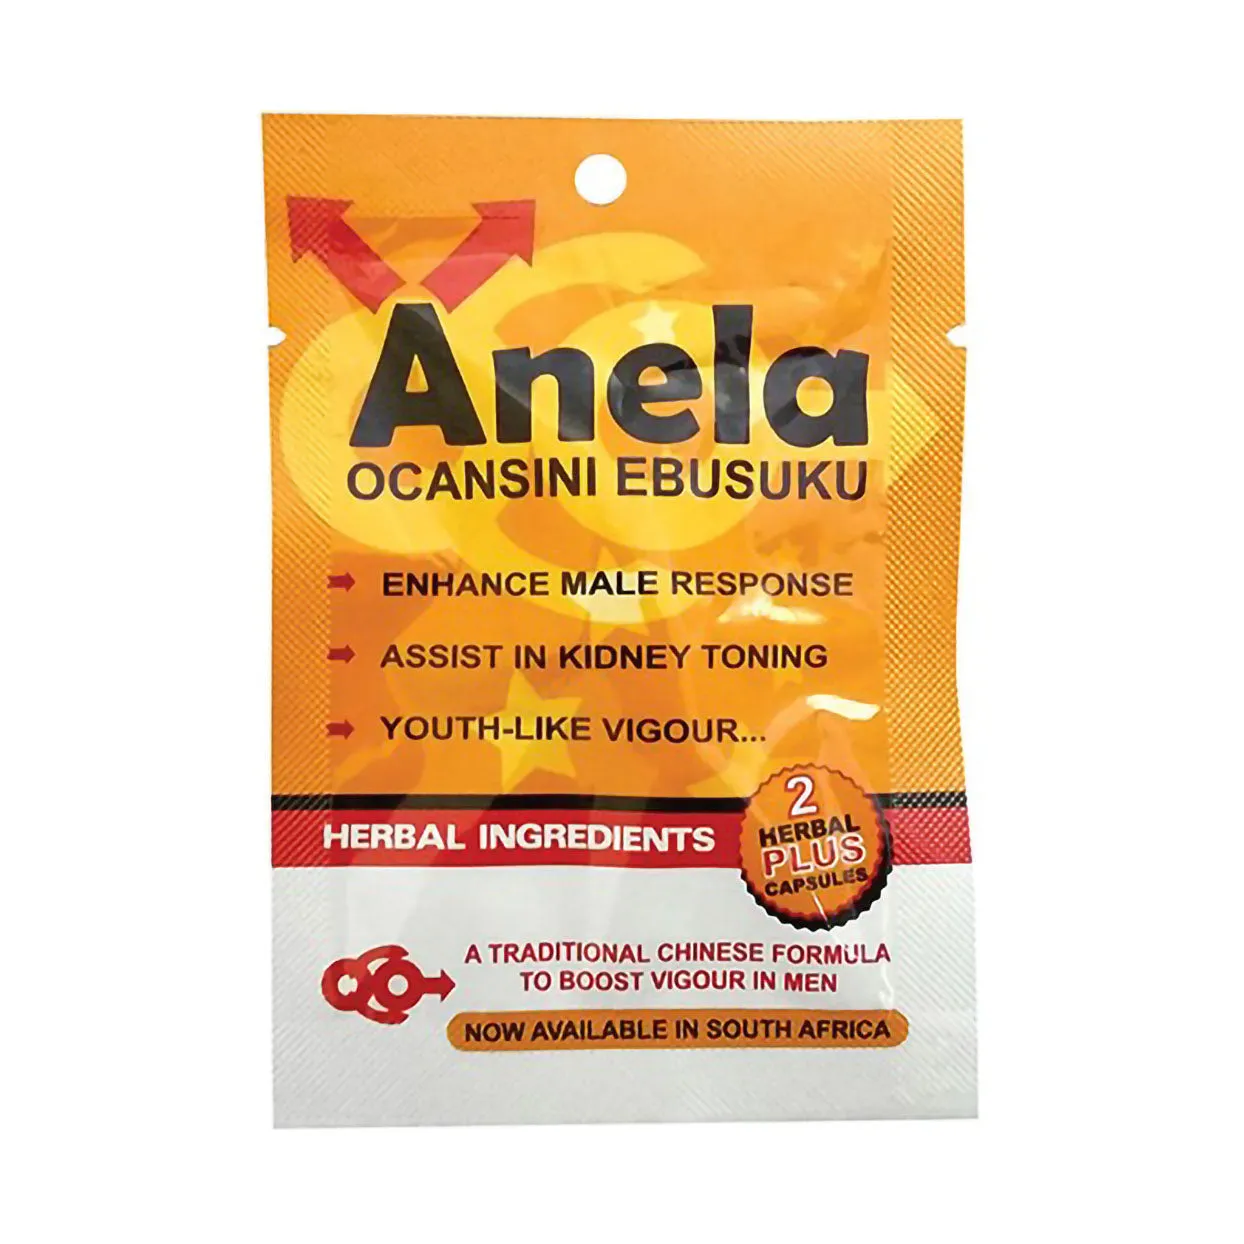 Anela
OCANSINI EBUSUKU
ENHANCE MALE RESPONSE
ASSIST IN KIDNEY TONING
YOUTH-LIKE VIGOUR...
2
HERBAL
PLUS
CAPSULES
HERBAL INGREDIENTS
A TRADITIONAL CHINESE FORMULA
TO BOOST VIGOUR IN MEN
NOW AVAILABLE IN SOUTH AFRICA